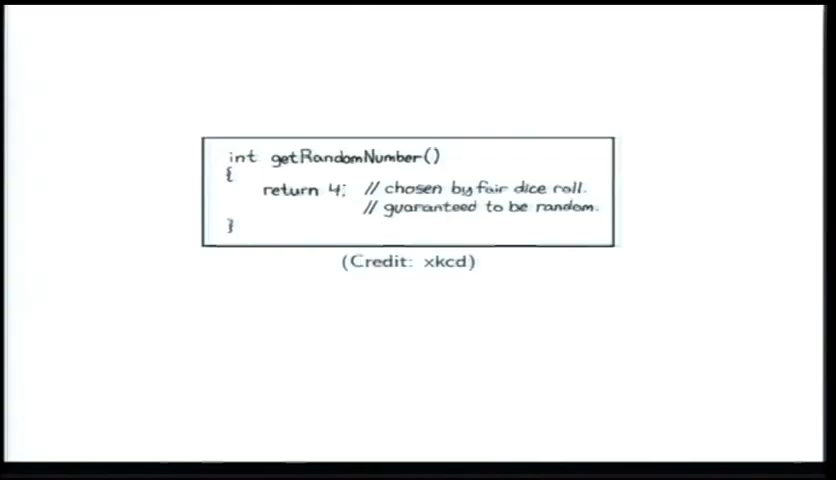 int getRandomNumber()
{
return 4; // chosen by fair dice roll.
// guaranteed to be random.
}
(Credit: xkcd)